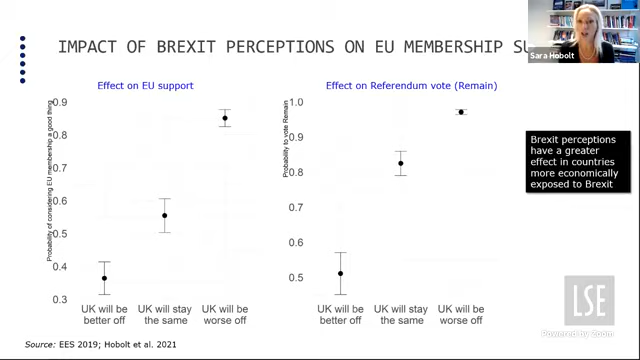 IMPACT OF BREXIT PERCEPTIONS ON EU MEMBERSHIP SU
Sara Hobolt
Effect on EU support
Probability of considering EU membership a good thing
0.9
0.8
0.7
0.6
0.5
0.4
0.3
UK will be
better off
UK will stay
the same
UK will be
worse off
Effect on Referendum vote (Remain)
Probability to vote Remain
1.0
0.9
0.8
0.7
0.6
0.5
UK will be
better off
UK will stay
the same
UK will be
worse off
Brexit perceptions
have a greater
effect in countries
more economically
exposed to Brexit
LSE
Powered by Zoom
Source: EES 2019; Hobolt et al. 2021